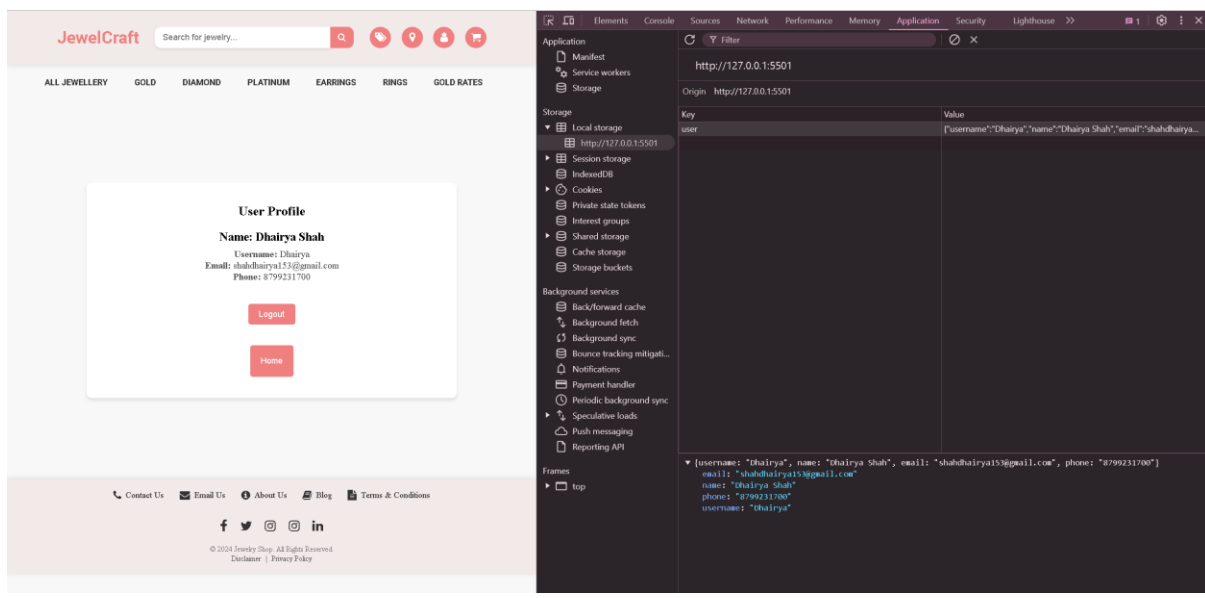 JewelCraft
Search for jewelry...
ALL JEWELLERY GOLD DIAMOND PLATINUM EARRINGS RINGS GOLD RATES
User Profile
Name: Dhairya Shah
Username: Dhairya
Email: shahdhairya153@gmail.com
Phone: 8799231700
Logout
Home
Contact Us Email Us About Us Blog Terms & Conditions
© 2024 Jewelry Shop. All Rights Reserved.
Disclaimer | Privacy Policy
Elements Console Sources Network Performance Memory Application Security Lighthouse 1
Application
Manifest
Service workers
Storage
Storage
Local storage
http://127.0.0.1:5501
Session storage
IndexedDB
Cookies
Private state tokens
Interest groups
Shared storage
Cache storage
Storage buckets
Background services
Back/forward cache
Background fetch
Background sync
Bounce tracking mitigati...
Notifications
Payment handler
Periodic background sync
Speculative loads
Push messaging
Reporting API
Frames
top
Filter
http://127.0.0.1:5501
Origin http://127.0.0.1:5501
Key Value
user {"username":"Dhairya","name":"Dhairya Shah","email":"shahdhairya...
{username: "Dhairya", name: "Dhairya Shah", email: "shahdhairya153@gmail.com", phone: "8799231700"}
email: "shahdhairya153@gmail.com"
name: "Dhairya Shah"
phone: "8799231700"
username: "Dhairya"